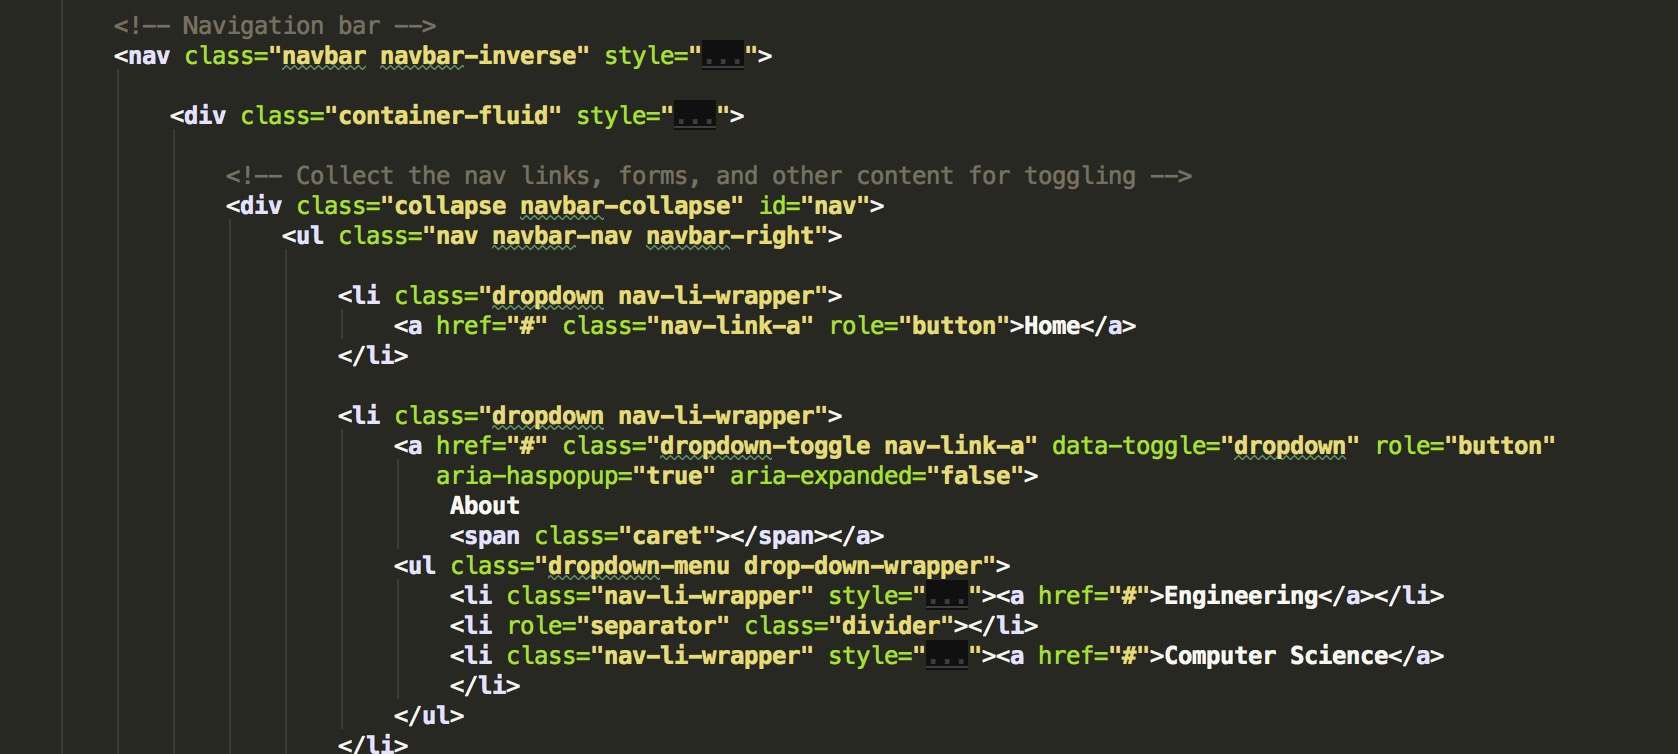 <!-- Navigation bar -->
<nav class="navbar navbar-inverse" style="...">
<div class="container-fluid" style="...">
<!-- Collect the nav links, forms, and other content for toggling -->
<div class="collapse navbar-collapse" id="nav">
<ul class="nav navbar-nav navbar-right">
<li class="dropdown nav-li-wrapper">
<a href="#" class="nav-link-a" role="button">Home</a>
</li>
<li class="dropdown nav-li-wrapper">
<a href="#" class="dropdown-toggle nav-link-a" data-toggle="dropdown" role="button"
aria-haspopup="true" aria-expanded="false">
About
<span class="caret"></span></a>
<ul class="dropdown-menu drop-down-wrapper">
<li class="nav-li-wrapper" style="..."><a href="#">Engineering</a></li>
<li role="separator" class="divider"></li>
<li class="nav-li-wrapper" style="..."><a href="#">Computer Science</a>
</li>
</ul>
</li>